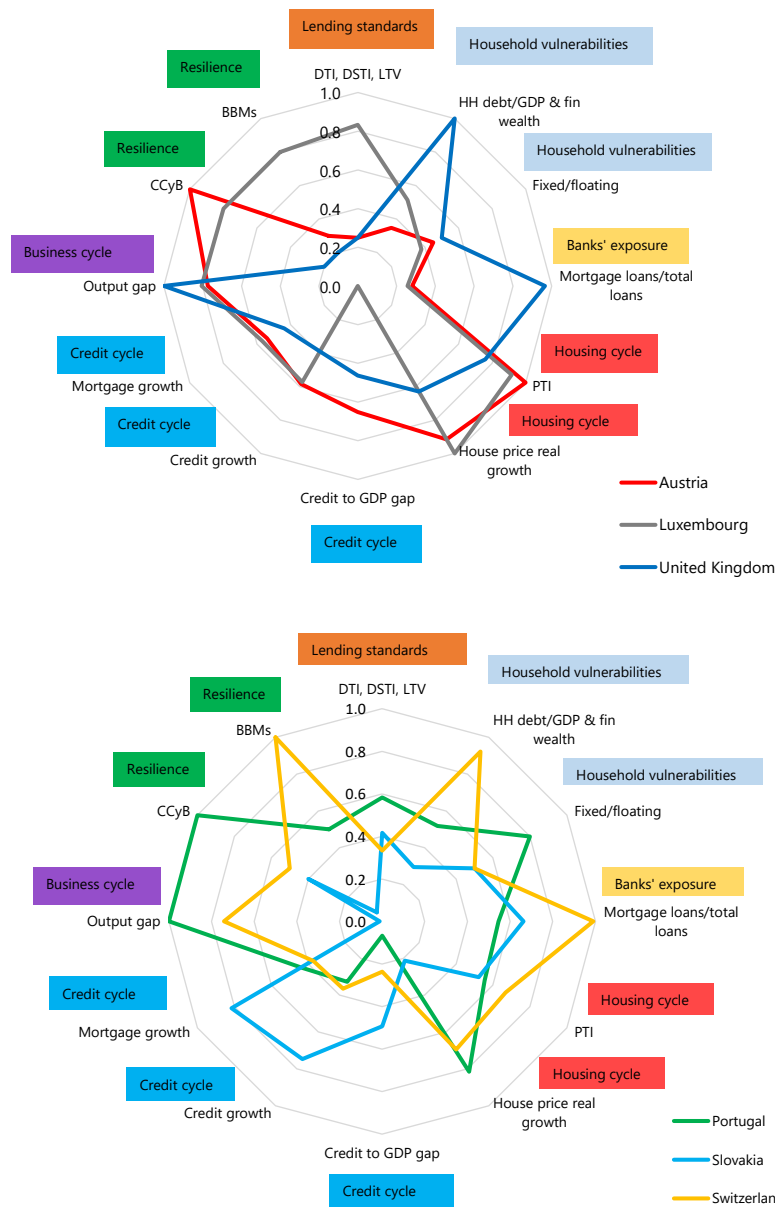 Lending standards
Household vulnerabilities
Resilience
DTI, DSTI, LTV
1.0
HH debt/GDP & fin
wealth
BBMs
0.8
Resilience
Household vulnerabilities
0.6
CCyB
Fixed/floating
0.4
Business cycle
0.2
Banks' exposure
Output gap
0.0
Mortgage loans/total
loans
Credit cycle
Housing cycle
Mortgage growth
PTI
Credit cycle
Housing cycle
Credit growth
House price real
growth
Credit to GDP gap
Credit cycle
Austria
Luxembourg
United Kingdom
Lending standards
Household vulnerabilities
Resilience
DTI, DSTI, LTV
1.0
HH debt/GDP & fin
wealth
BBMs
0.8
Resilience
Household vulnerabilities
CCyB
0.6
Fixed/floating
0.4
Business cycle
0.2
Banks' exposure
Output gap
0.0
Mortgage loans/total
loans
Credit cycle
Housing cycle
Mortgage growth
PTI
Credit cycle
Housing cycle
Credit growth
House price real
growth
Credit to GDP gap
Credit cycle
Portugal
Slovakia
Switzerlan